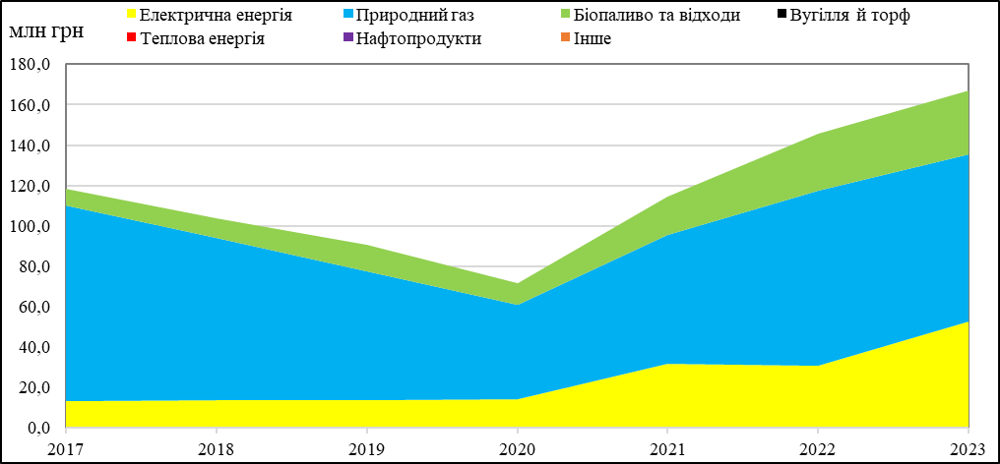 Електрична енергія Природний газ Біопаливо та відходи Вугілля й торф
млн грн
Теплова енергія Нафтопродукти Інше
180,0
160,0
140,0
120,0
100,0
80,0
60,0
40,0
20,0
0,0
2017 2018 2019 2020 2021 2022 2023